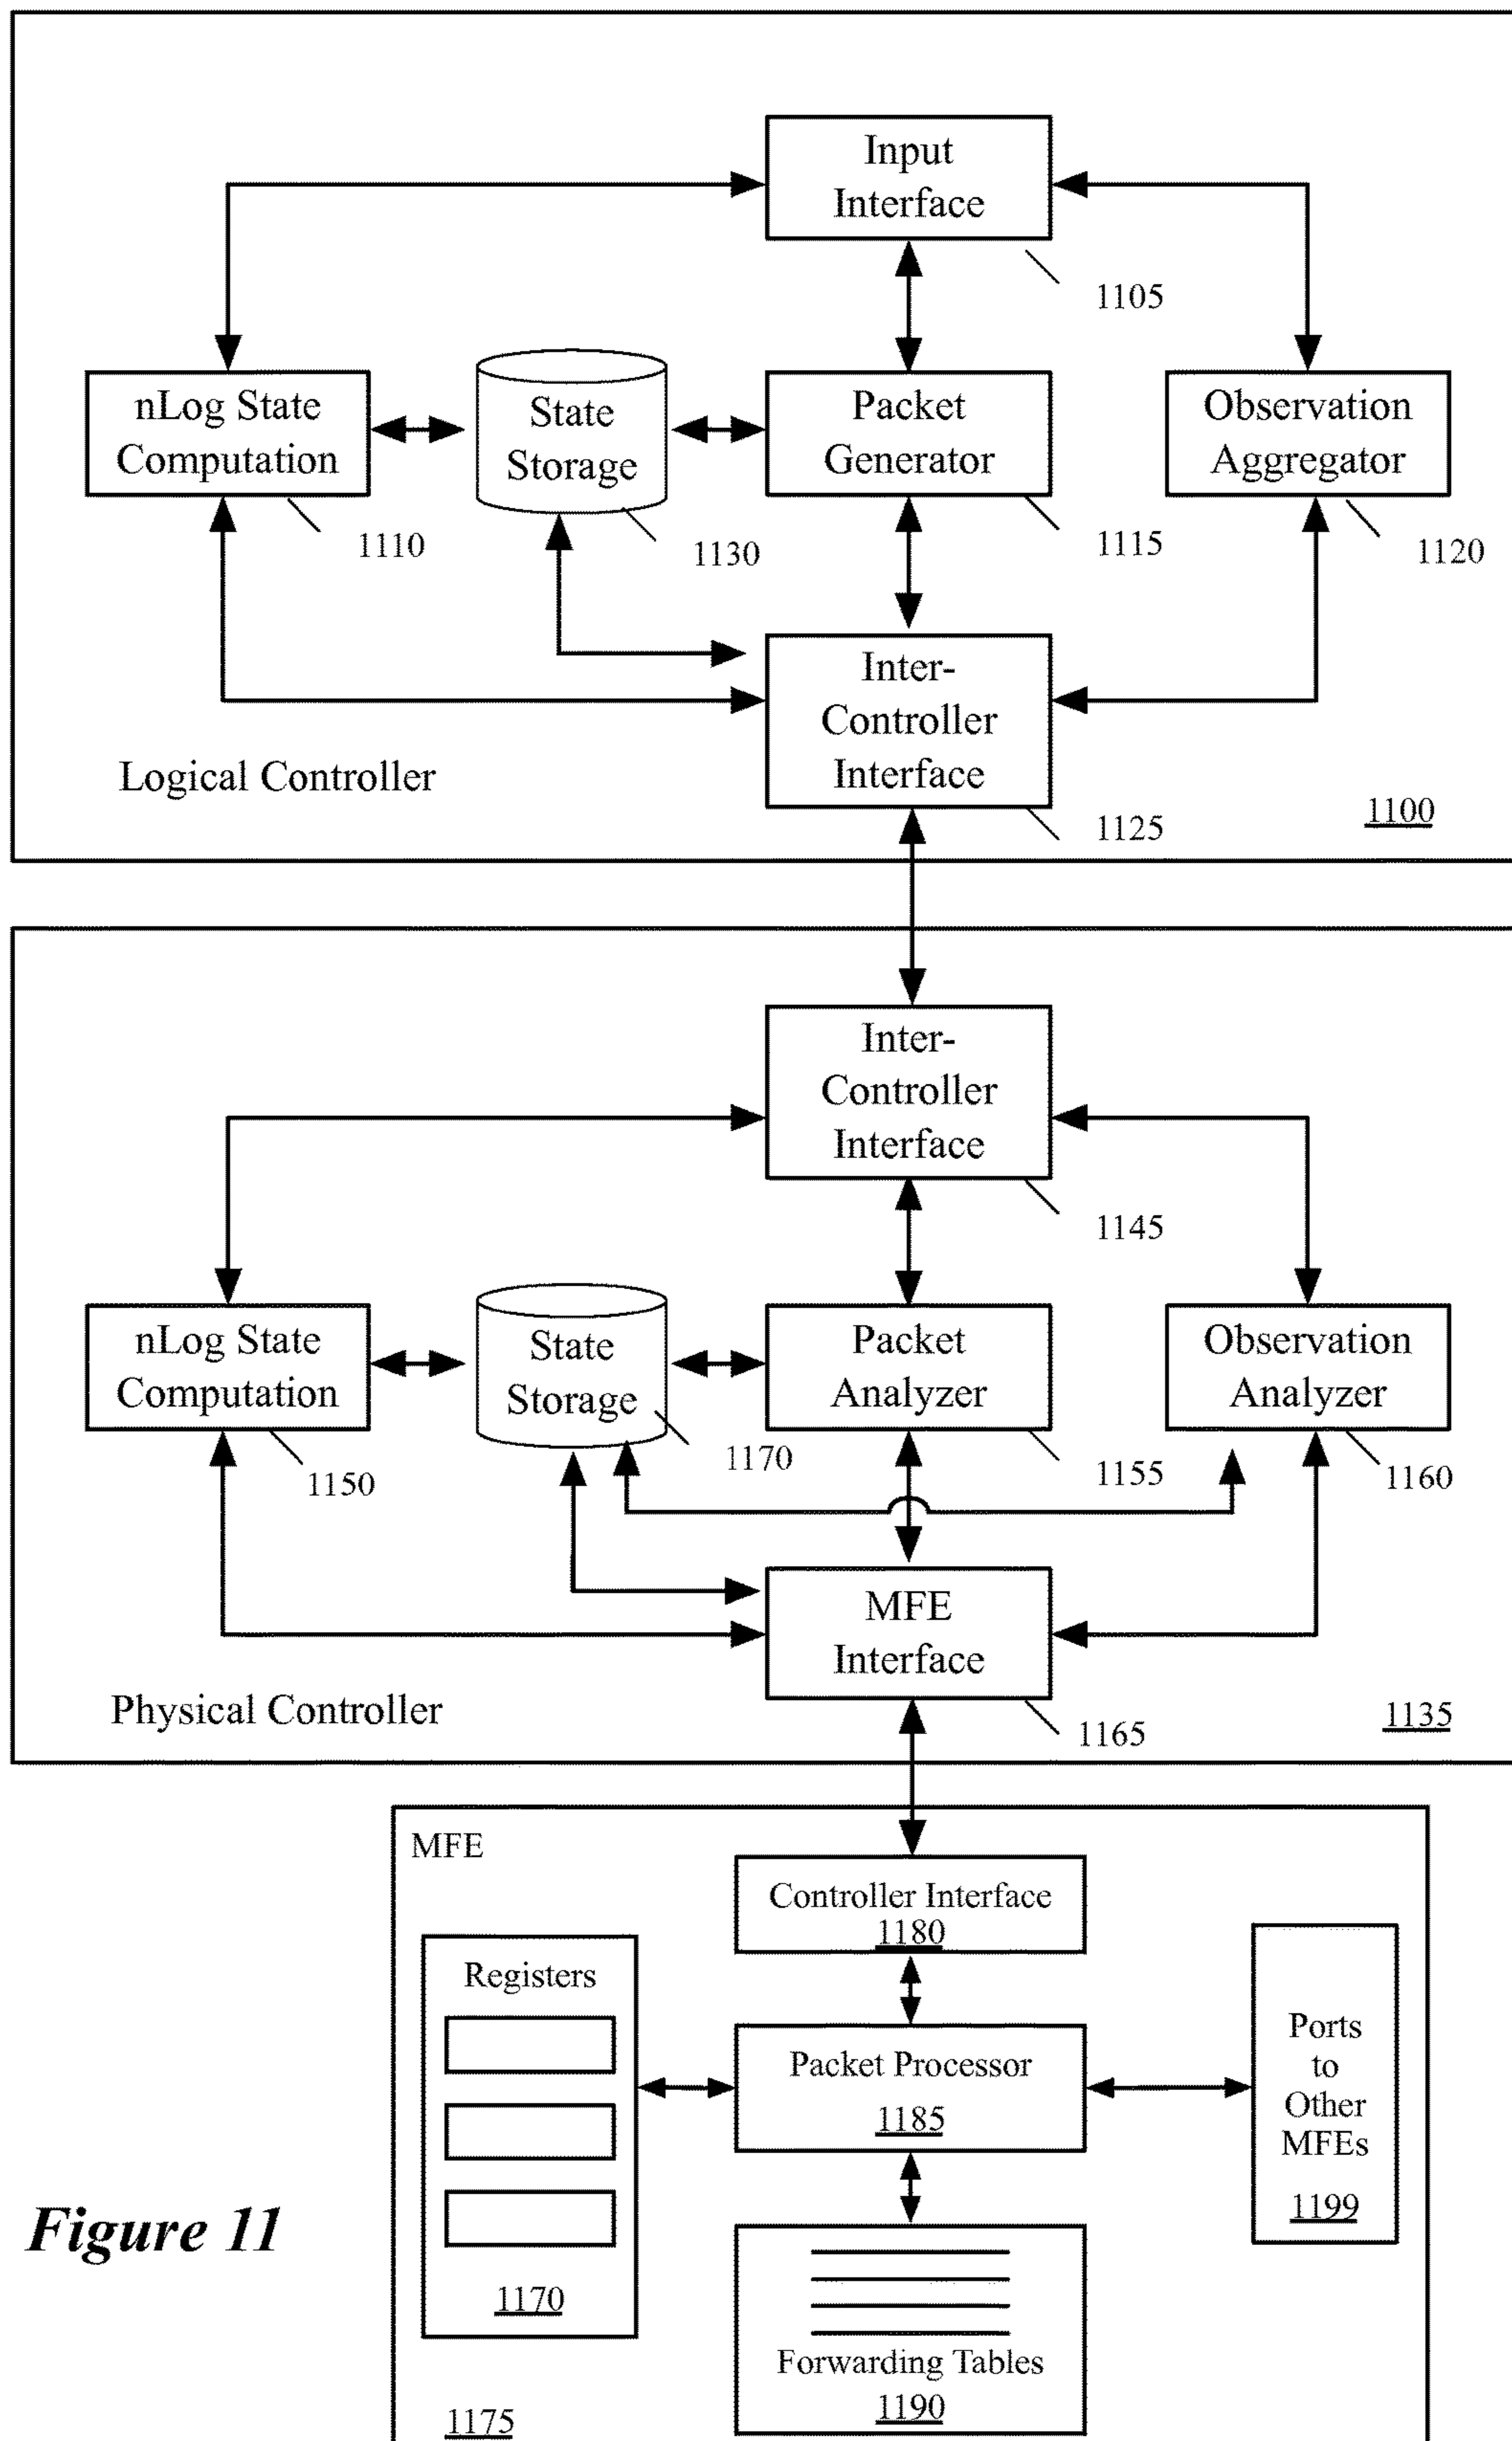 Input
Interface
1105
nLog State
Computation
1110
State
Storage
1130
Packet
Generator
1115
Observation
Aggregator
1120
Inter-
Controller
Interface
1125
Logical Controller
1100
Inter-
Controller
Interface
1145
nLog State
Computation
1150
State
Storage
1170
Packet
Analyzer
1155
Observation
Analyzer
1160
MFE
Interface
1165
Physical Controller
1135
MFE
Controller Interface
1180
Registers
1170
Packet Processor
1185
Ports
to
Other
MFEs
1199
Forwarding Tables
1190
1175
Figure 11